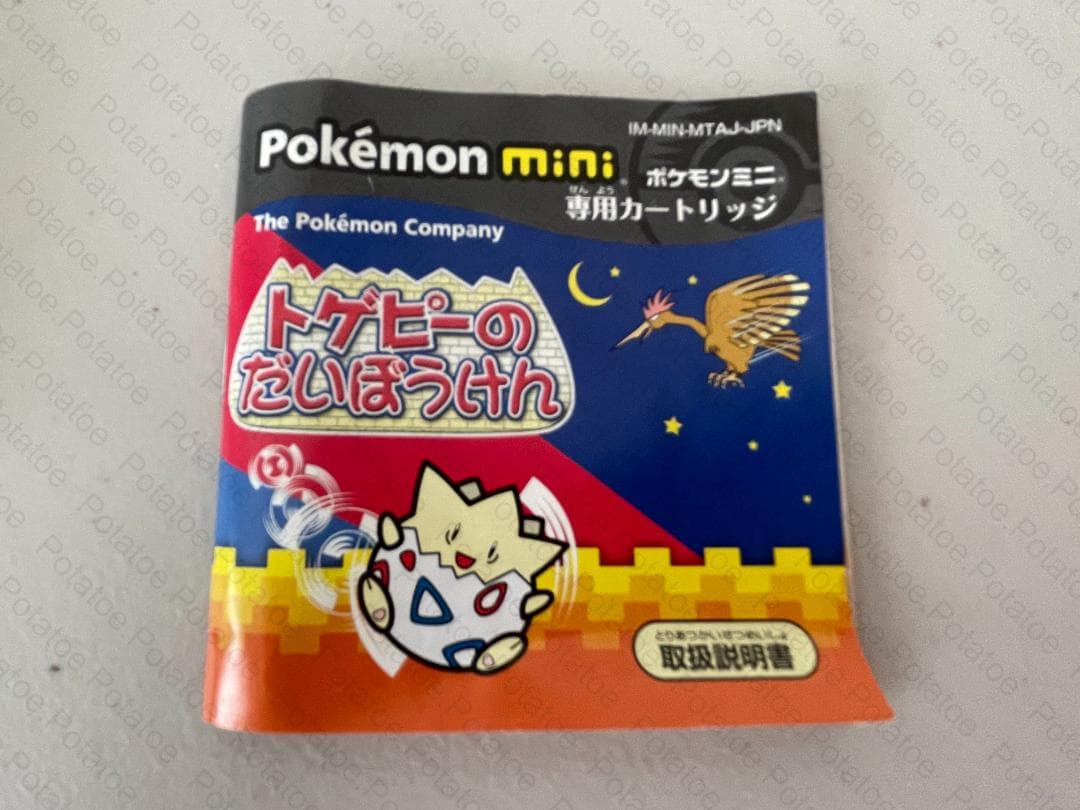 IM-MIN-MTAJ-JPN
Pokémon mini
ポケモンミニ
せんよう
専用カートリッジ
The Pokémon Company
トゲピーの
だいぼうけん
とりあつかいせつめいしょ
取扱説明書
Potatoe.